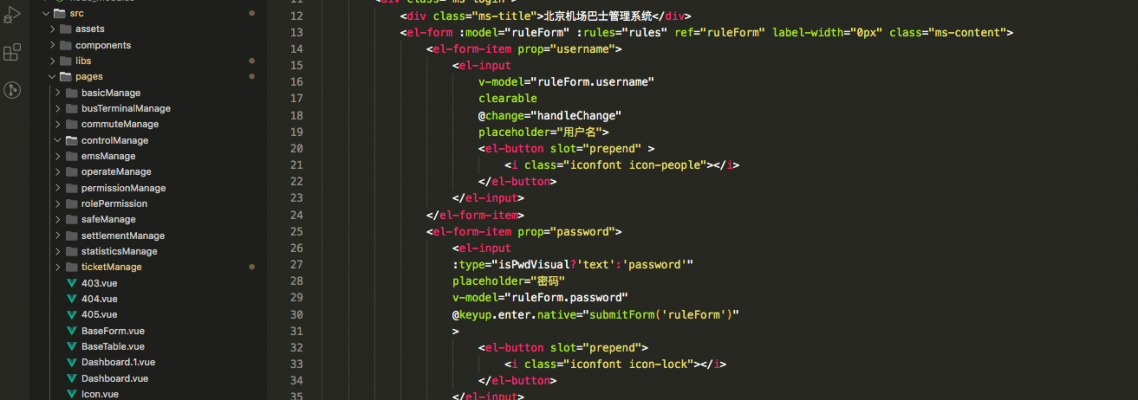 src
assets
components
libs
pages
basicManage
busTerminalManage
commuteManage
controlManage
emsManage
operateManage
permissionManage
rolePermission
safeManage
settlementManage
statisticsManage
ticketManage
403.vue
404.vue
405.vue
BaseForm.vue
BaseTable.vue
Dashboard.1.vue
Dashboard.vue
Icon.vue
11 <div class="ms-login">
12 <div class="ms-title">北京机场巴士管理系统</div>
13 <el-form :model="ruleForm" :rules="rules" ref="ruleForm" label-width="0px" class="ms-content">
14 <el-form-item prop="username">
15 <el-input
16 v-model="ruleForm.username"
17 clearable
18 @change="handleChange"
19 placeholder="用户名">
20 <el-button slot="prepend" >
21 <i class="iconfont icon-people"></i>
22 </el-button>
23 </el-input>
24 </el-form-item>
25 <el-form-item prop="password">
26 <el-input
27 :type="isPwdVisual?'text':'password'"
28 placeholder="密码"
29 v-model="ruleForm.password"
30 @keyup.enter.native="submitForm('ruleForm')"
31 >
32 <el-button slot="prepend">
33 <i class="iconfont icon-lock"></i>
34 </el-button>
35 </el-input>